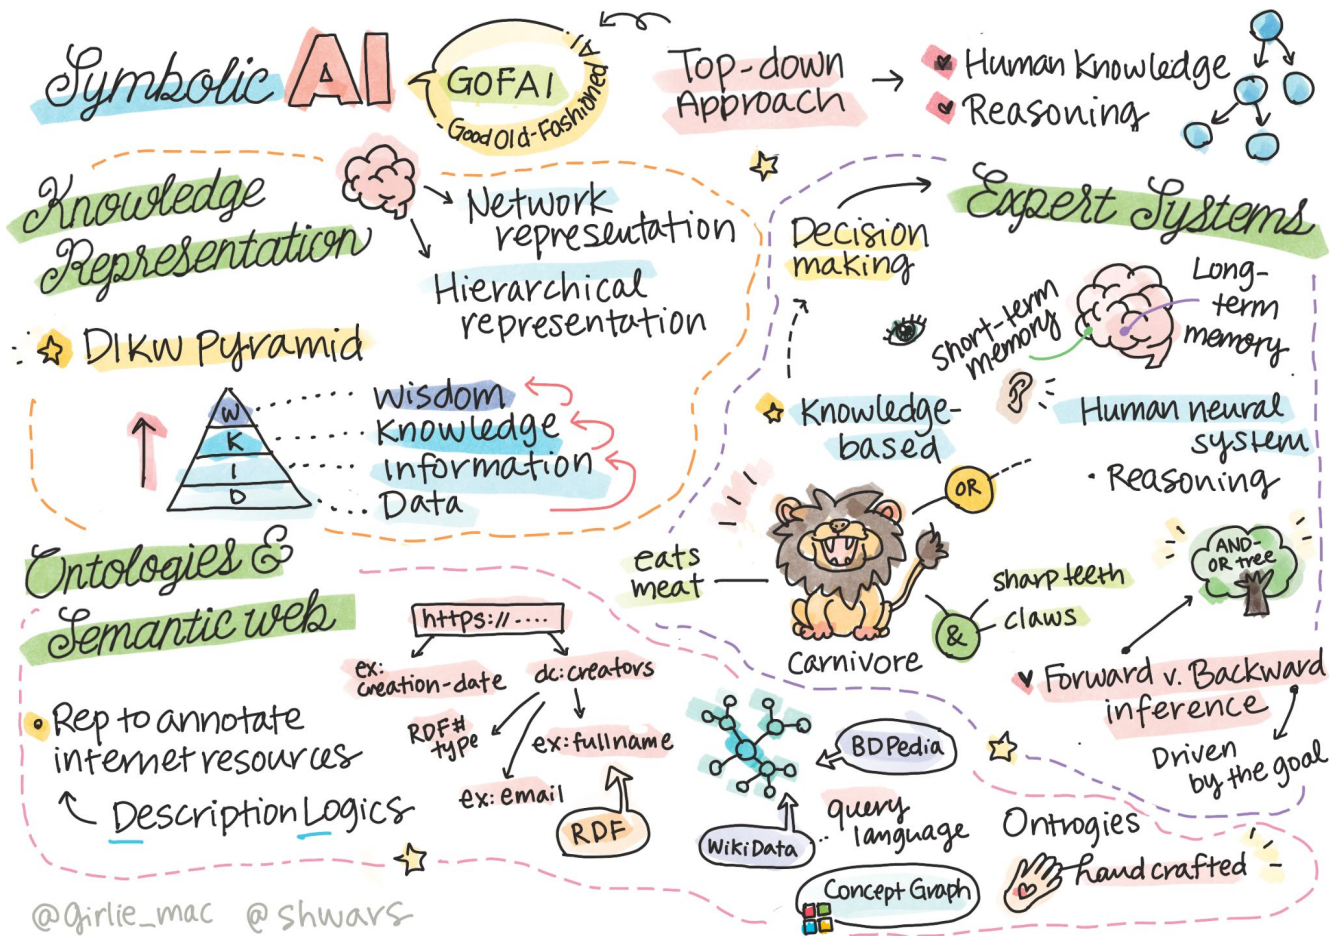 Symbolic AI
GOFAI
Good Old-Fashioned AI.
Top-down
Approach
Human Knowledge
Reasoning
Knowledge
Representation
Network
representation
Hierarchical
representation
DIKW Pyramid
W
K
I
D
Wisdom
Knowledge
Information
Data
Expert Systems
Decision
making
Short-term
memory
Long-
term
memory
Knowledge-
based
Human neural
system
· Reasoning
OR
eats
meat
&
sharp teeth
claws
carnivore
AND-
OR tree
Forward v. Backward
inference
Driven
by the goal
Ontologies &
Semantic web
Rep to annotate
internet resources
Description Logics
https://....
ex:
creation-date
dc:creators
RDF#
type
ex:fullname
ex:email
RDF
BDPedia
WikiData
query
language
Concept Graph
Ontrogies
handcrafted
@girlie_mac @shwars